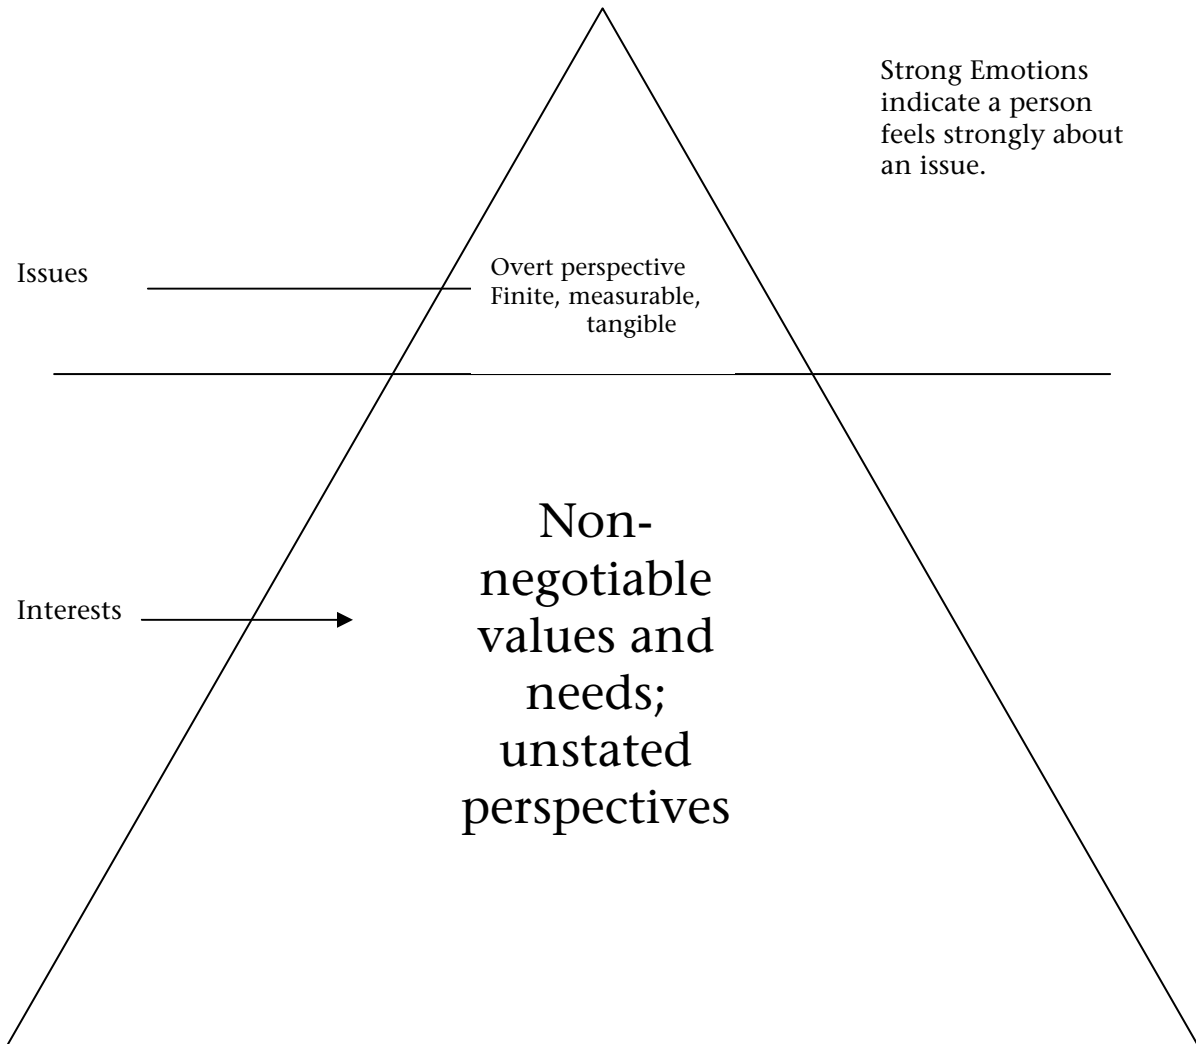 Strong Emotions
indicate a person
feels strongly about
an issue.
Issues
Overt perspective
Finite, measurable,
tangible
Interests
Non-
negotiable
values and
needs;
unstated
perspectives